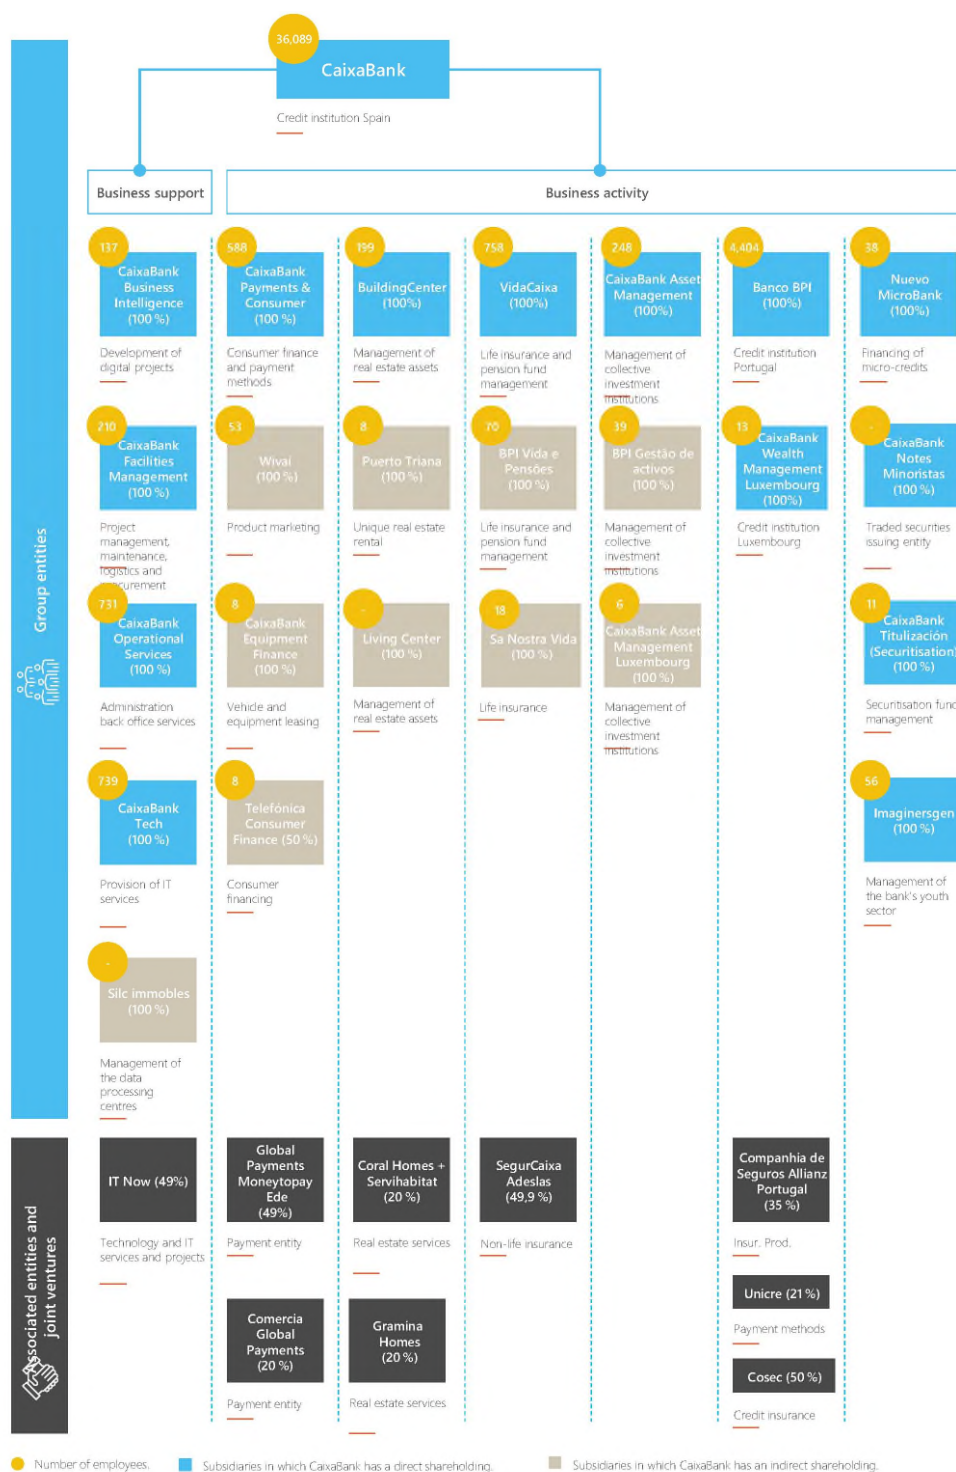 36,089
CaixaBank
Credit institution Spain
Business support
Business activity
Group entities
137
CaixaBank
Business
Intelligence
(100 %)
Development of
digital projects
588
CaixaBank
Payments &
Consumer
(100 %)
Consumer finance
and payment
methods
199
BuildingCenter
(100%)
Management of
real estate assets
758
VidaCaixa
(100%)
Life insurance and
pension fund
management
248
CaixaBank Asset
Management
(100%)
Management of
collective
investment
institutions
4,404
Banco BPI
(100%)
Credit institution
Portugal
38
Nuevo
MicroBank
(100%)
Financing of
micro-credits
210
CaixaBank
Facilities
Management
(100 %)
Project
management,
maintenance,
logistics and
procurement
53
Wivai
(100 %)
Product marketing
8
Puerto Triana
(100 %)
Unique real estate
rental
70
BPI Vida e
Pensões
(100 %)
Life insurance and
pension fund
management
39
BPI Gestão de
activos
(100 %)
Management of
collective
investment
institutions
13
CaixaBank
Wealth
Management
Luxembourg
(100%)
Credit institution
Luxembourg
-
CaixaBank
Notes
Minoristas
(100 %)
Traded securities
issuing entity
731
CaixaBank
Operational
Services
(100 %)
Administration
back office services
8
CaixaBank
Equipment
Finance
(100 %)
Vehicle and
equipment leasing
-
Living Center
(100 %)
Management of
real estate assets
18
Sa Nostra Vida
(100 %)
Life insurance
6
CaixaBank Asset
Management
Luxembourg
(100 %)
Management of
collective
investment
institutions
11
CaixaBank
Titulización
(Securitisation)
(100 %)
Securitisation fund
management
739
CaixaBank
Tech
(100 %)
Provision of IT
services
8
Telefónica
Consumer
Finance (50 %)
Consumer
financing
56
Imaginersgen
(100 %)
Management of
the bank's youth
sector
-
Silc immobles
(100 %)
Management of
the data
processing
centres
Associated entities and
joint ventures
IT Now (49%)
Technology and IT
services and projects
Global
Payments
Moneytopay
Ede
(49%)
Payment entity
Coral Homes +
Servihabitat
(20 %)
Real estate services
SegurCaixa
Adeslas
(49,9 %)
Non-life insurance
Companhia de
Seguros Allianz
Portugal
(35 %)
Insur. Prod.
Unicre (21 %)
Payment methods
Comercia
Global
Payments
(20 %)
Payment entity
Gramina
Homes
(20 %)
Real estate services
Cosec (50 %)
Credit insurance
Number of employees.
Subsidiaries in which CaixaBank has a direct shareholding.
Subsidiaries in which CaixaBank has an indirect shareholding.